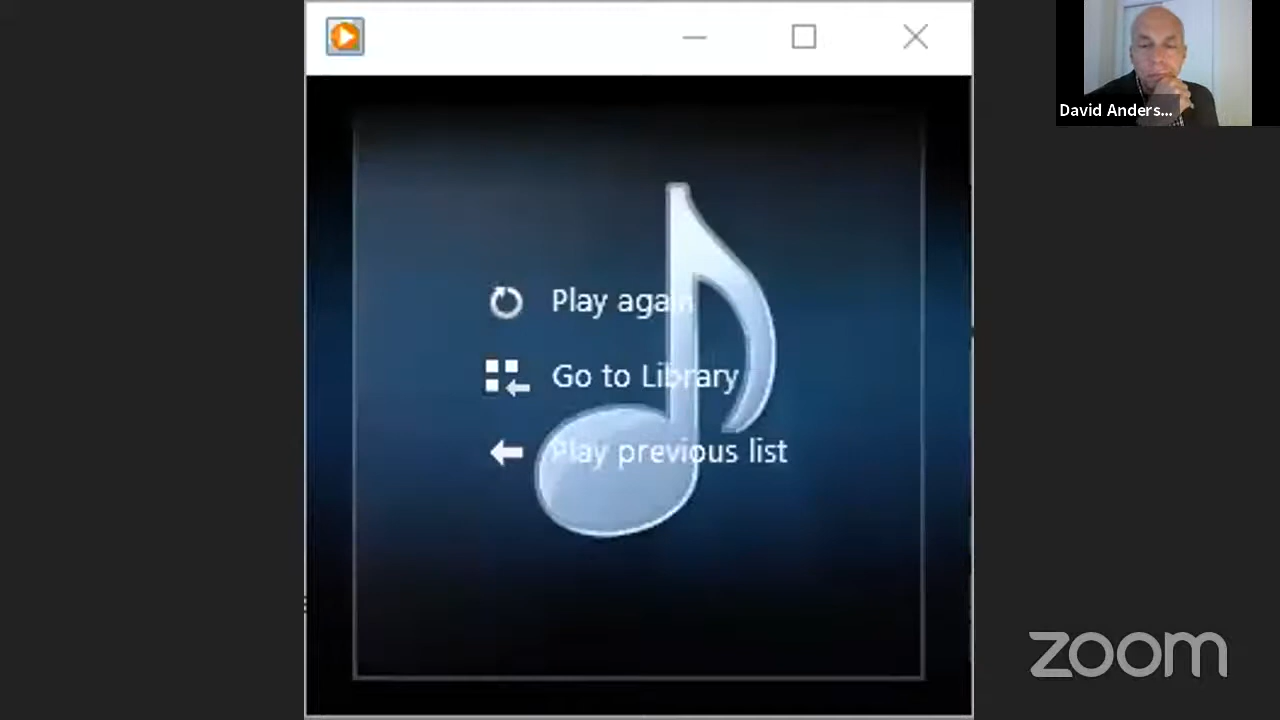 David Anders...
Play again
Go to Library
Play previous list
zoom